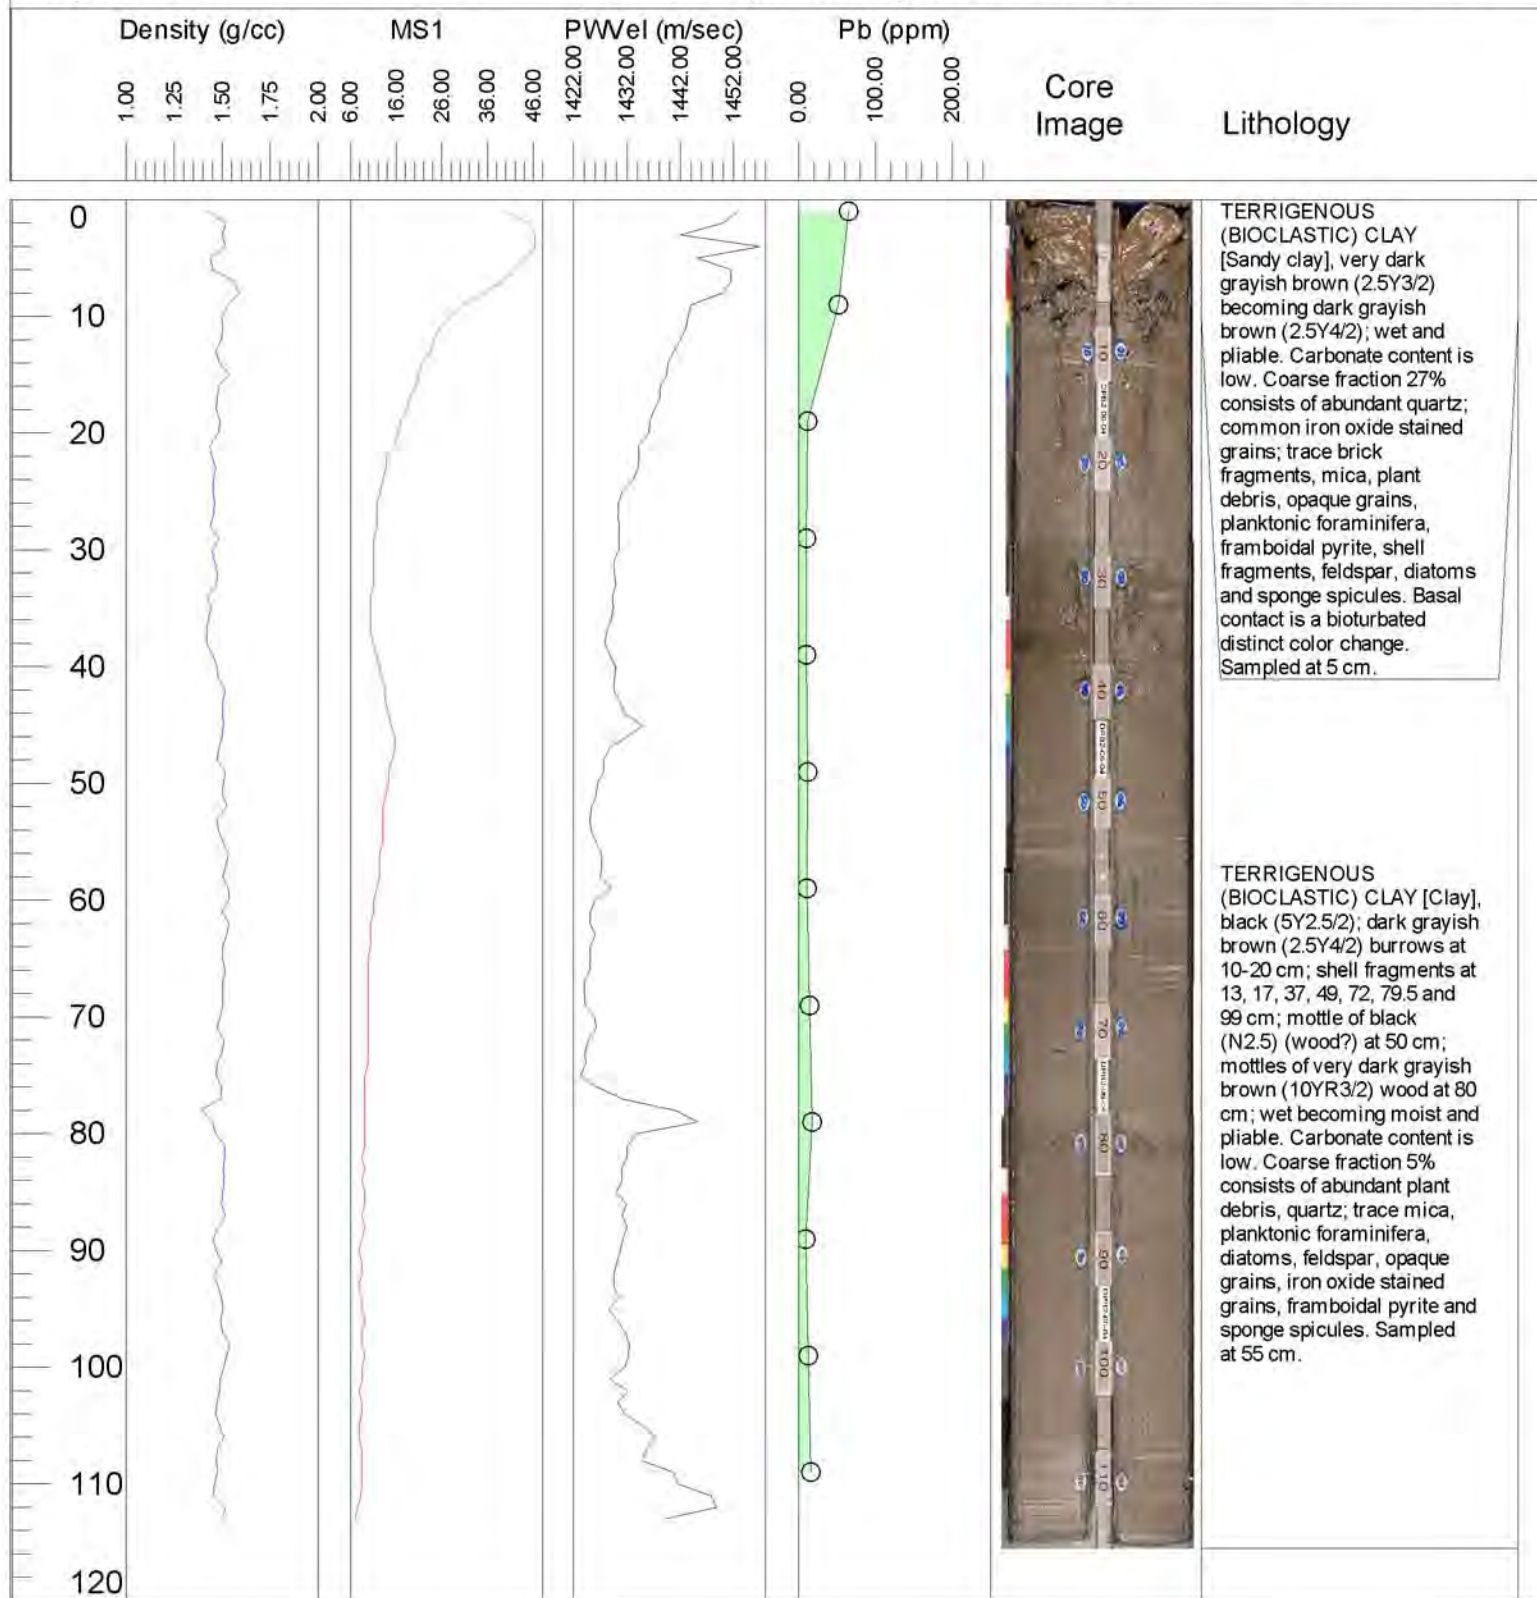 Density (g/cc)
MS1
PWVel (m/sec)
Pb (ppm)
Core
Image
Lithology
1.00
1.25
1.50
1.75
2.00
6.00
16.00
26.00
36.00
46.00
1422.00
1432.00
1442.00
1452.00
0.00
100.00
200.00
0
10
20
30
40
50
60
70
80
90
100
110
120
10
20
30
40
50
60
70
80
90
100
110
TERRIGENOUS
(BIOCLASTIC) CLAY
[Sandy clay], very dark
grayish brown (2.5Y3/2)
becoming dark grayish
brown (2.5Y4/2); wet and
pliable. Carbonate content is
low. Coarse fraction 27%
consists of abundant quartz;
common iron oxide stained
grains; trace brick
fragments, mica, plant
debris, opaque grains,
planktonic foraminifera,
framboidal pyrite, shell
fragments, feldspar, diatoms
and sponge spicules. Basal
contact is a bioturbated
distinct color change.
Sampled at 5 cm.
TERRIGENOUS
(BIOCLASTIC) CLAY [Clay],
black (5Y2.5/2); dark grayish
brown (2.5Y4/2) burrows at
10-20 cm; shell fragments at
13, 17, 37, 49, 72, 79.5 and
99 cm; mottle of black
(N2.5) (wood?) at 50 cm;
mottles of very dark grayish
brown (10YR3/2) wood at 80
cm; wet becoming moist and
pliable. Carbonate content is
low. Coarse fraction 5%
consists of abundant plant
debris, quartz; trace mica,
planktonic foraminifera,
diatoms, feldspar, opaque
grains, iron oxide stained
grains, framboidal pyrite and
sponge spicules. Sampled
at 55 cm.